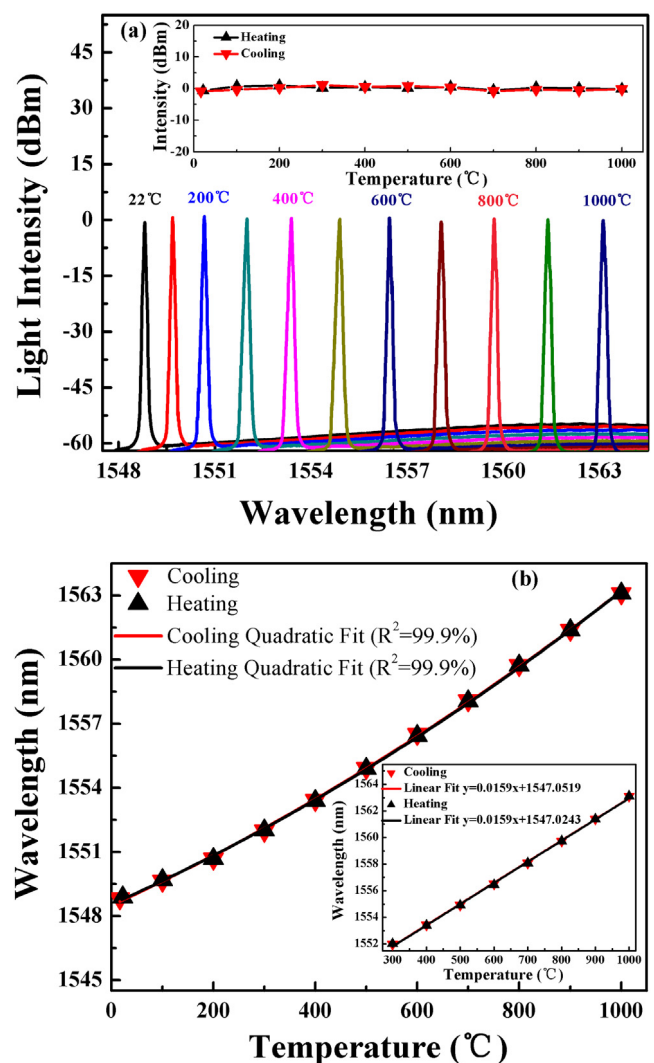 (a)
Heating
Cooling
Intensity (dBm)
20
10
0
-10
-20
0 200 400 600 800 1000
Temperature (℃)
Light Intensity (dBm)
45
30
15
0
-15
-30
-45
-60
22℃ 200℃ 400℃ 600℃ 800℃ 1000℃
1548 1551 1554 1557 1560 1563
Wavelength (nm)
(b)
Cooling
Heating
Cooling Quadratic Fit (R²=99.9%)
Heating Quadratic Fit (R²=99.9%)
Wavelength (nm)
1563
1560
1557
1554
1551
1548
1545
0 200 400 600 800 1000
Temperature (℃)
Cooling
Linear Fit y=0.0159x+1547.0519
Heating
Linear Fit y=0.0159x+1547.0243
Wavelength (nm)
1564
1562
1560
1558
1556
1554
1552
300 400 500 600 700 800 900 1000
Temperature (℃)